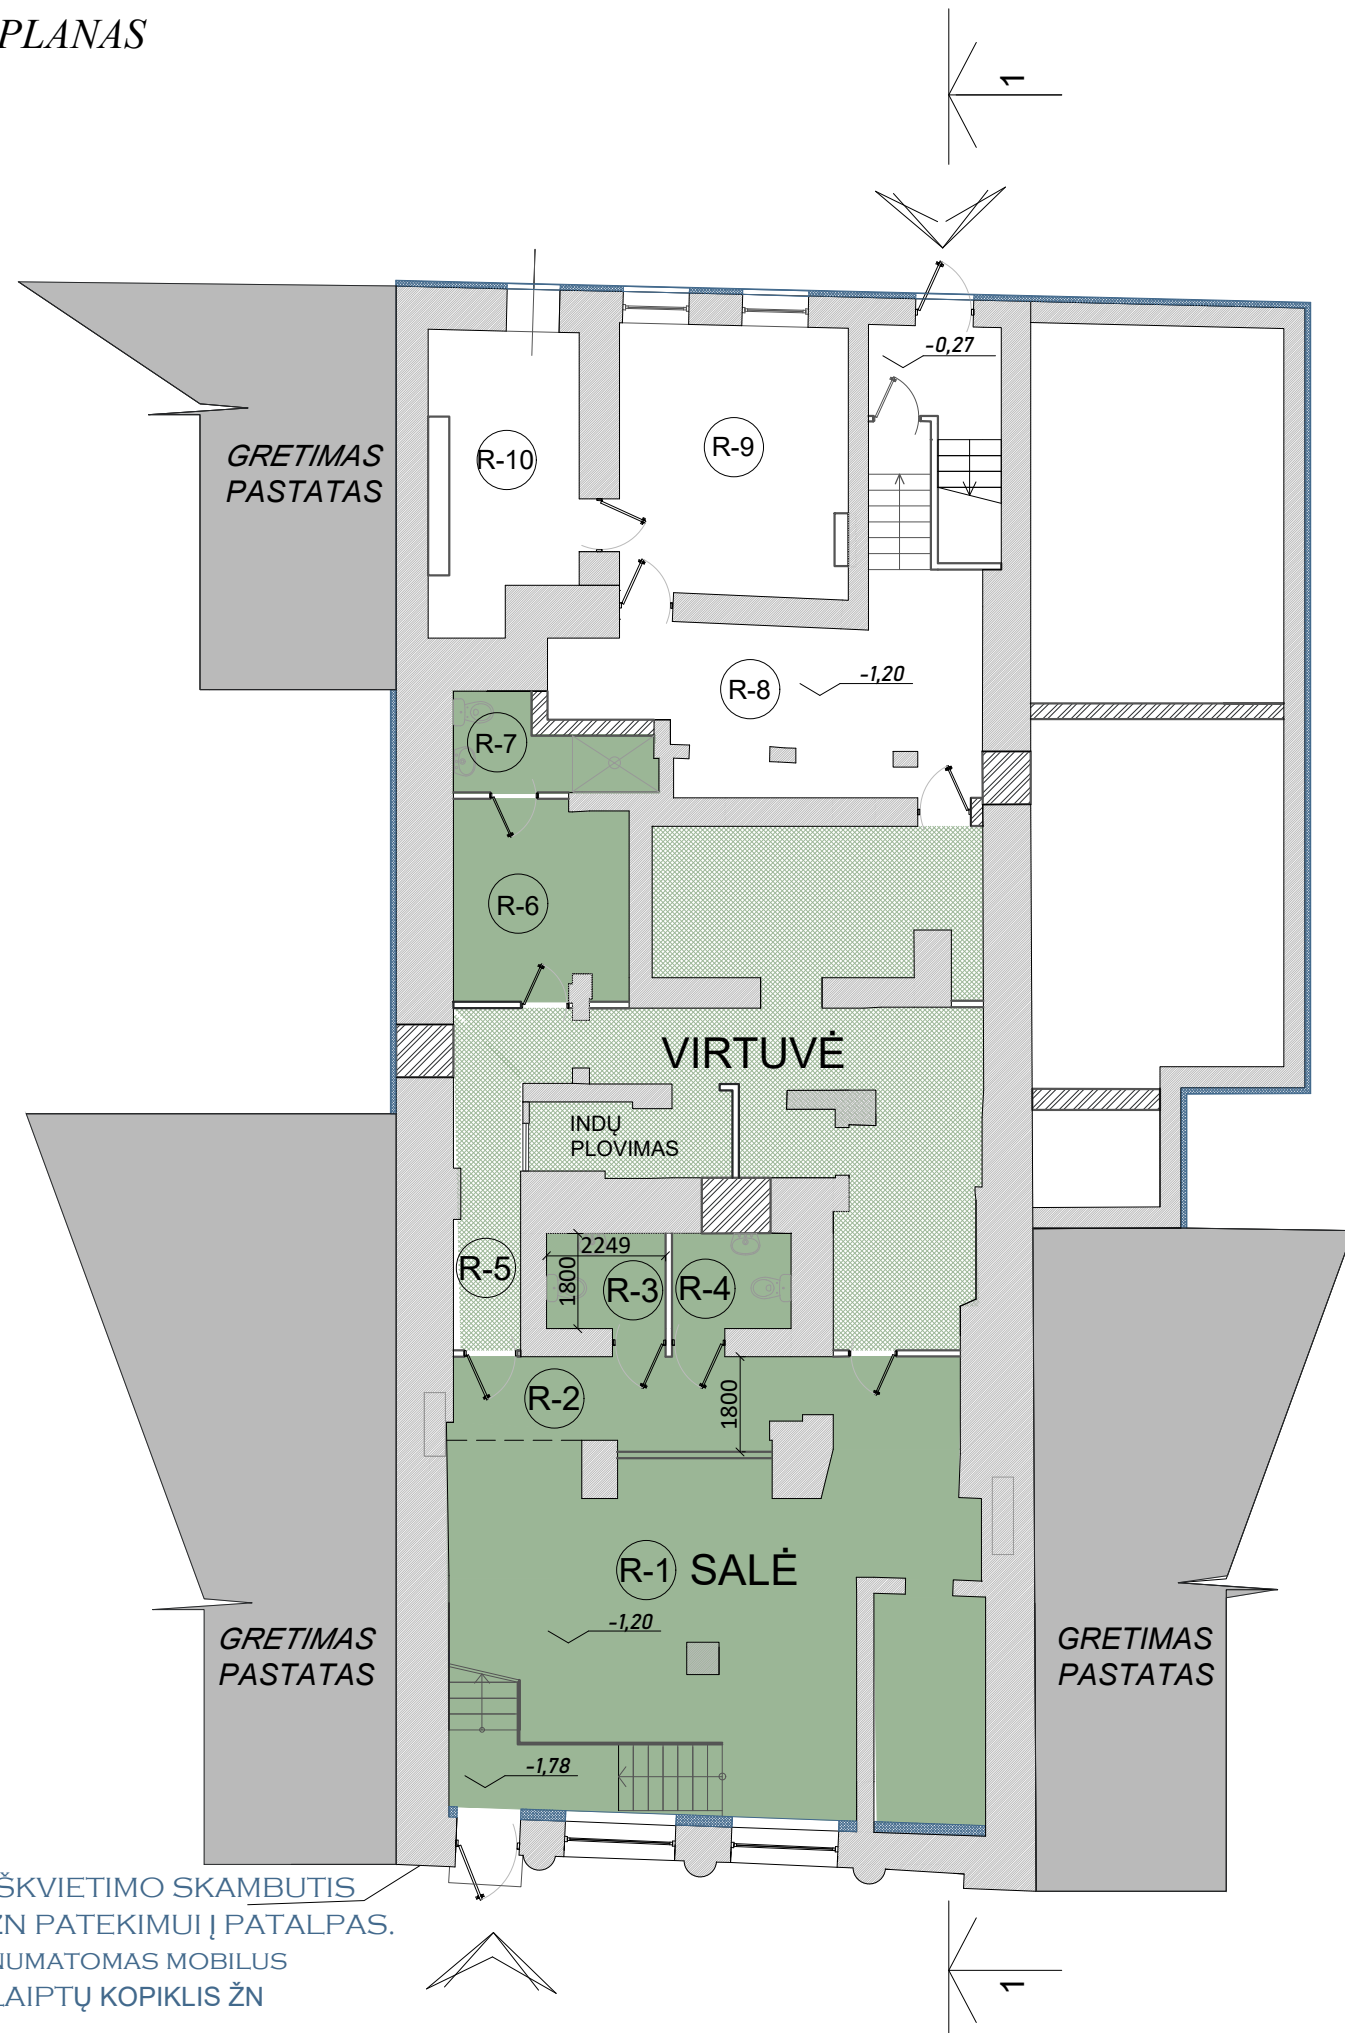 PLANAS
1
-0,27
GRETIMAS
PASTATAS
R-10
R-9
R-8
-1,20
R-7
R-6
VIRTUVĖ
INDŲ
PLOVIMAS
2249
1800
R-5
R-3
R-4
R-2
1800
R-1 SALĖ
-1,20
GRETIMAS
PASTATAS
GRETIMAS
PASTATAS
-1,78
ŠKVIETIMO SKAMBUTIS
ŽN PATEKIMUI Į PATALPAS.
NUMATOMAS MOBILUS
LAIPTŲ KOPIKLIS ŽN
1